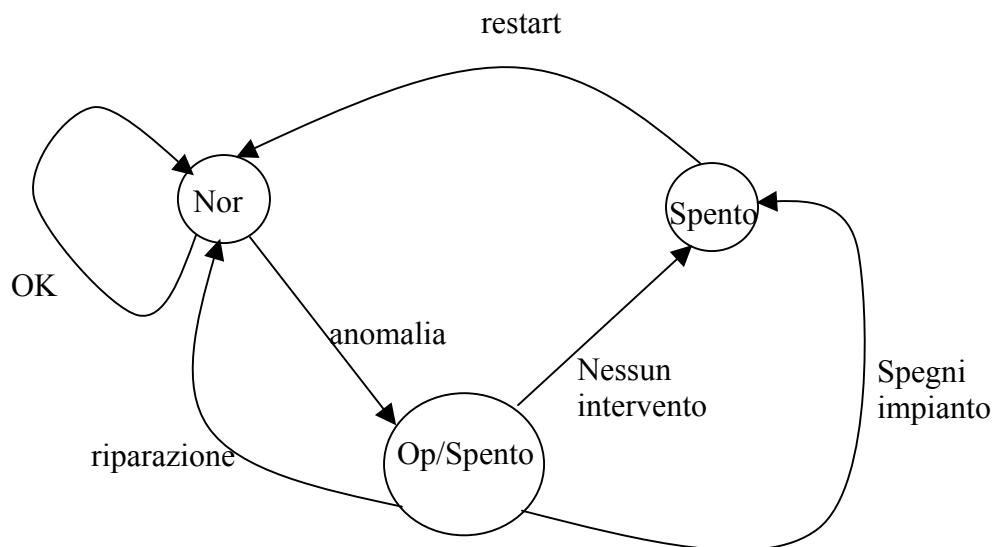 restart
Nor
Spento
OK
anomalia
Nessun
intervento
Spegni
impianto
Op/Spento
riparazione